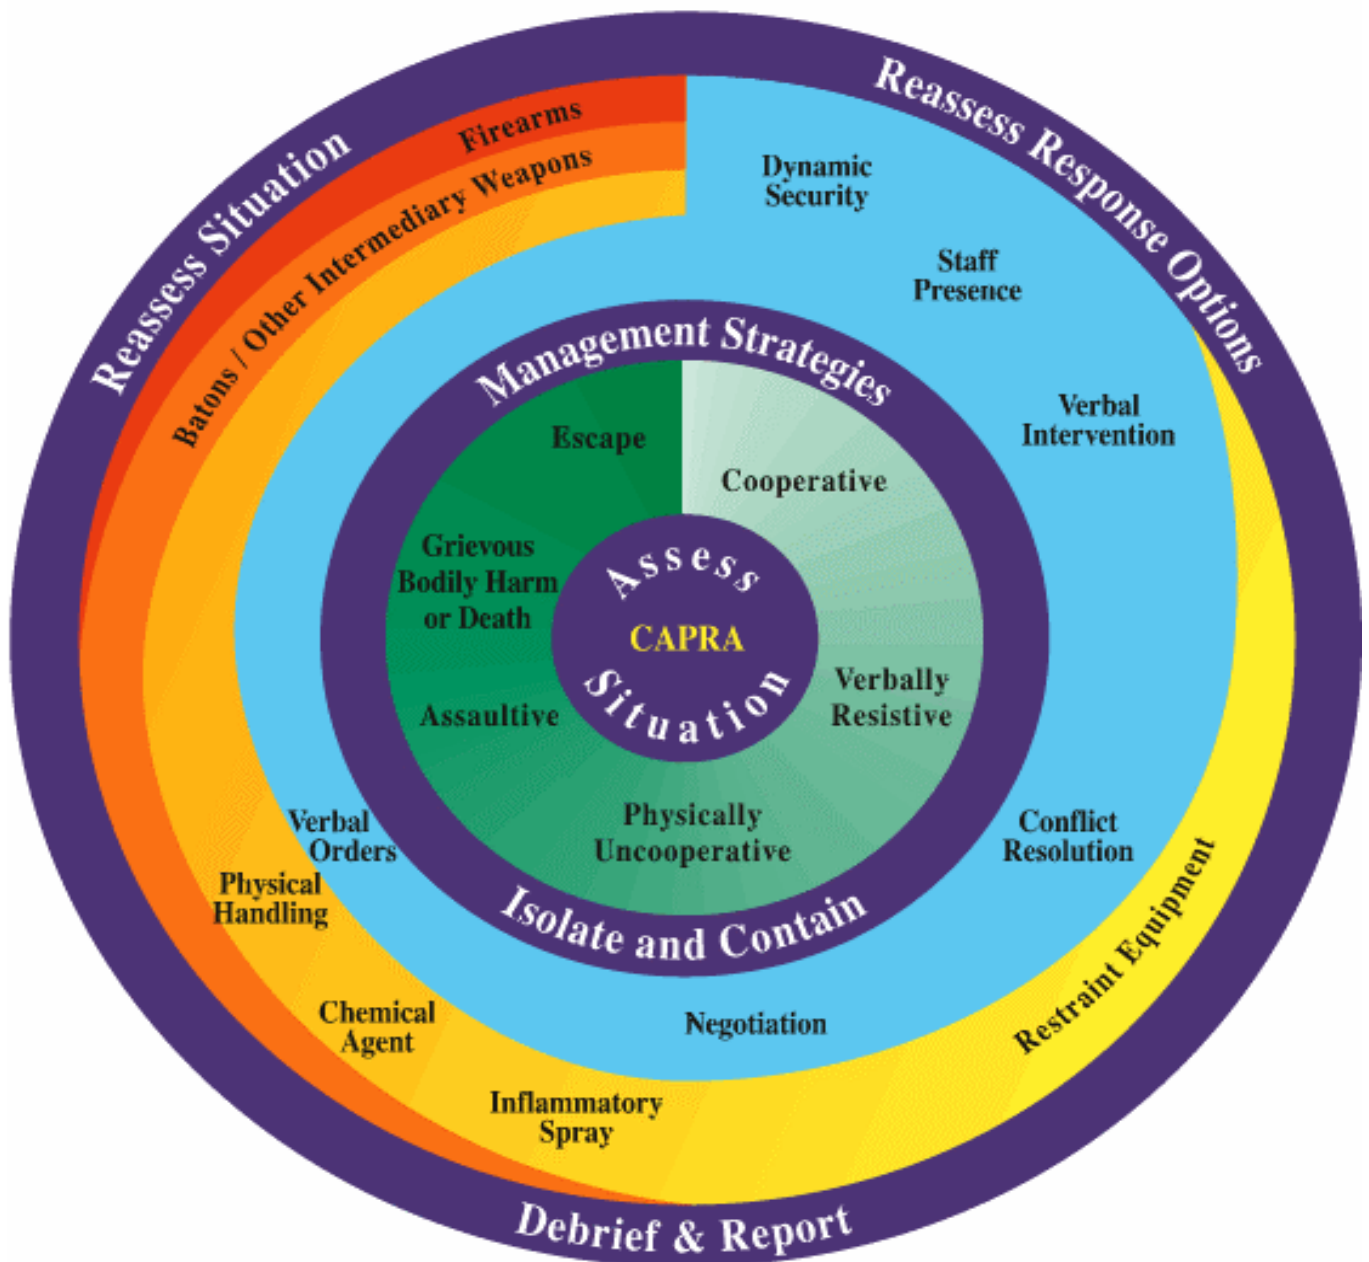 Reassess Situation
Reassess Response Options
Firearms
Batons / Other Intermediary Weapons
Dynamic
Security
Staff
Presence
Verbal
Intervention
Management Strategies
Escape
Cooperative
Grievous
Bodily Harm
or Death
Assess
CAPRA
Situation
Verbally
Resistive
Assaultive
Physically
Uncooperative
Isolate and Contain
Verbal
Orders
Physical
Handling
Conflict
Resolution
Restraint Equipment
Chemical
Agent
Negotiation
Inflammatory
Spray
Debrief & Report